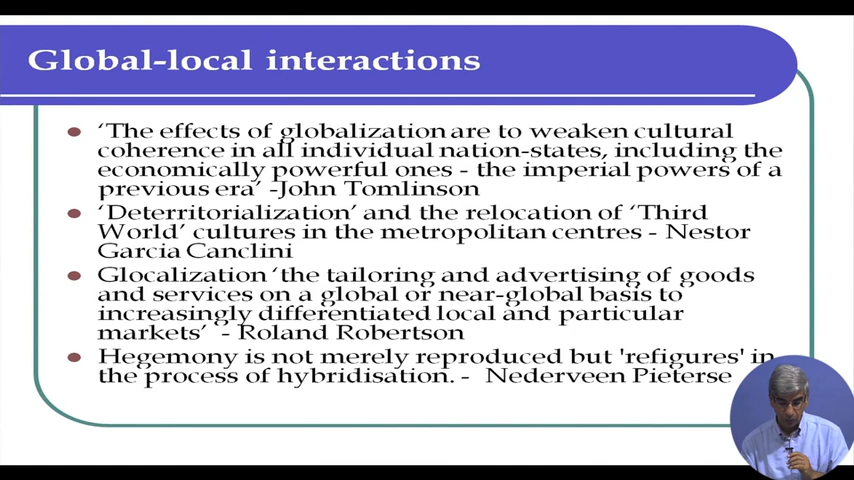 Global-local interactions
'The effects of globalization are to weaken cultural
coherence in all individual nation-states, including the
economically powerful ones - the imperial powers of a
previous era' -John Tomlinson
'Deterritorialization' and the relocation of 'Third
World' cultures in the metropolitan centres - Nestor
Garcia Canclini
Glocalization 'the tailoring and advertising of goods
and services on a global or near-global basis to
increasingly differentiated local and particular
markets' - Roland Robertson
Hegemony is not merely reproduced but 'refigures' in
the process of hybridisation. - Nederveen Pieterse